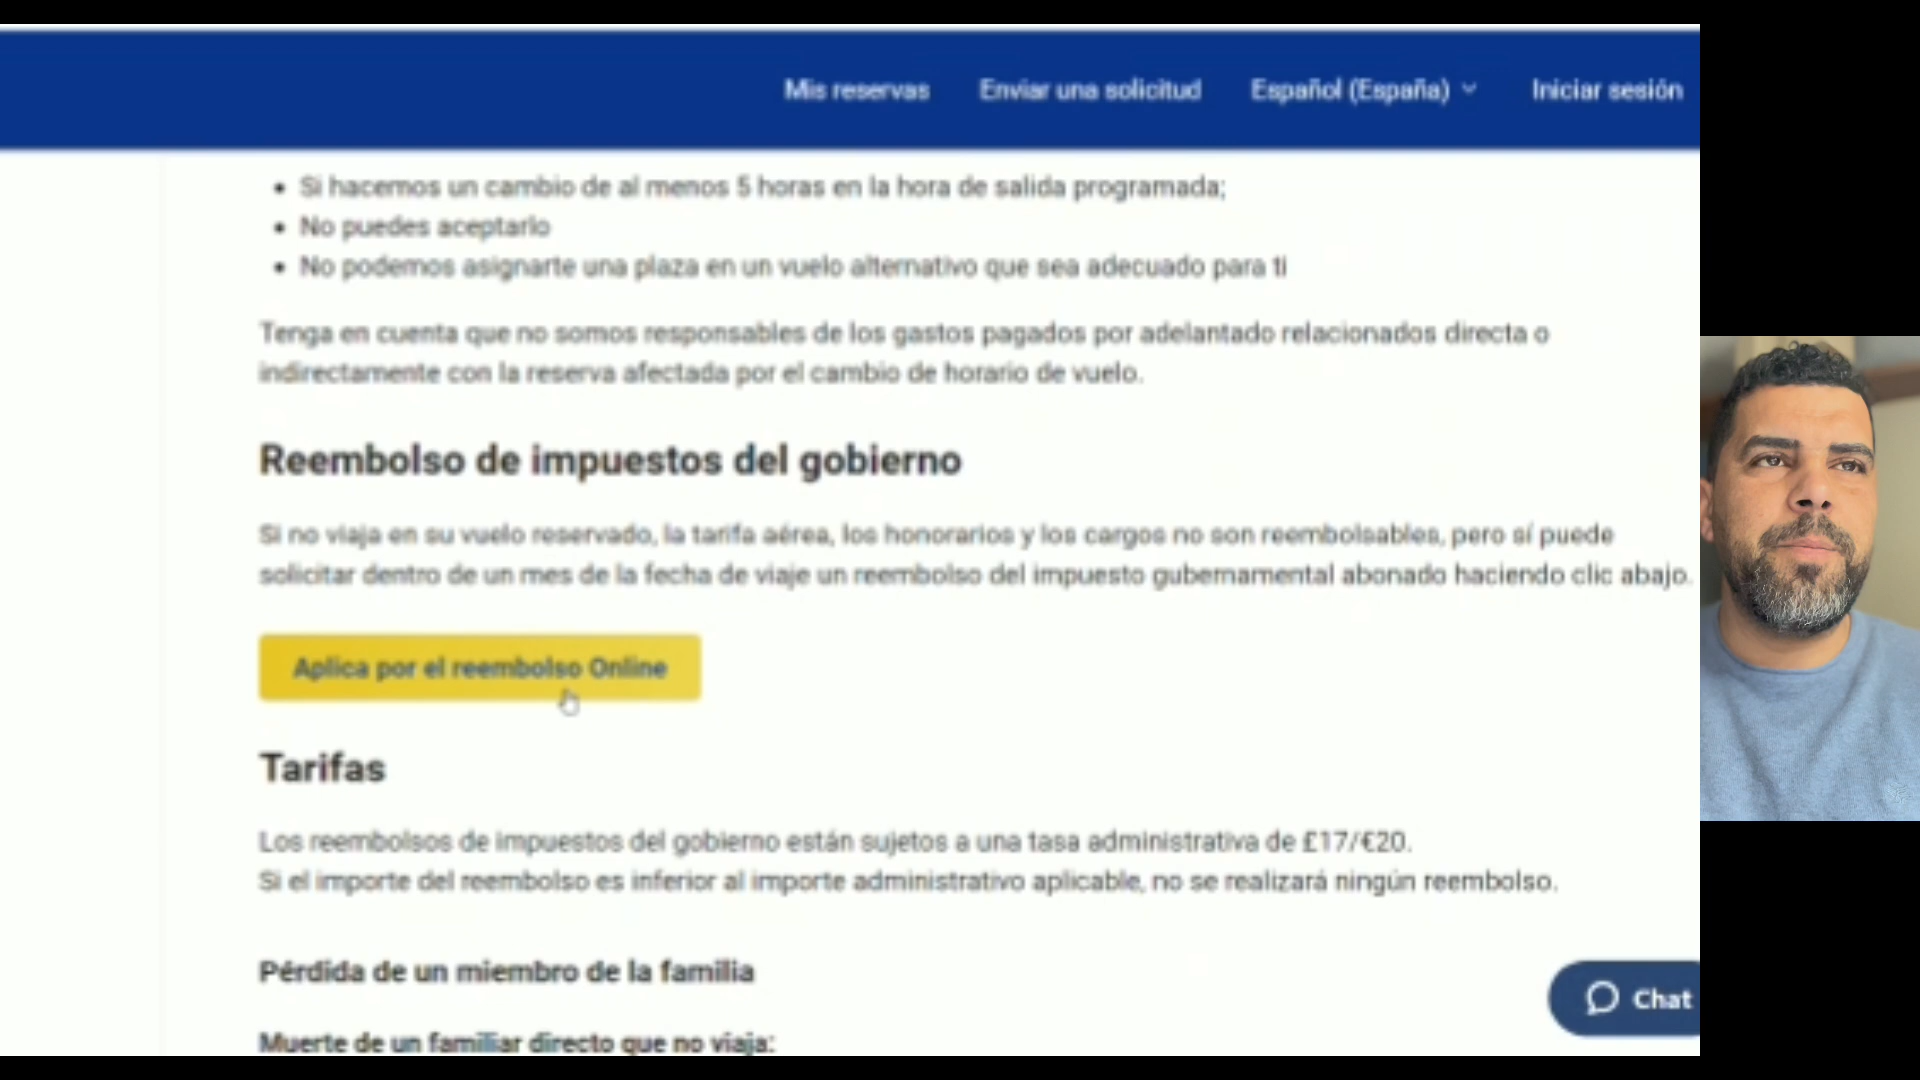 Mis reservas Enviar una solicitud Español (España) Iniciar sesión
• Si hacemos un cambio de al menos 5 horas en la hora de salida programada;
• No puedes aceptarlo
• No podemos asignarte una plaza en un vuelo alternativo que sea adecuado para ti
Tenga en cuenta que no somos responsables de los gastos pagados por adelantado relacionados directa o
indirectamente con la reserva afectada por el cambio de horario de vuelo.
Reembolso de impuestos del gobierno
Si no viaja en su vuelo reservado, la tarifa aérea, los honorarios y los cargos no son reembolsables, pero sí puede
solicitar dentro de un mes de la fecha de viaje un reembolso del impuesto gubernamental abonado haciendo clic abajo.
Aplica por el reembolso Online
Tarifas
Los reembolsos de impuestos del gobierno están sujetos a una tasa administrativa de £17/€20.
Si el importe del reembolso es inferior al importe administrativo aplicable, no se realizará ningún reembolso.
Pérdida de un miembro de la familia
Chat
Muerte de un familiar directo que no viaja: